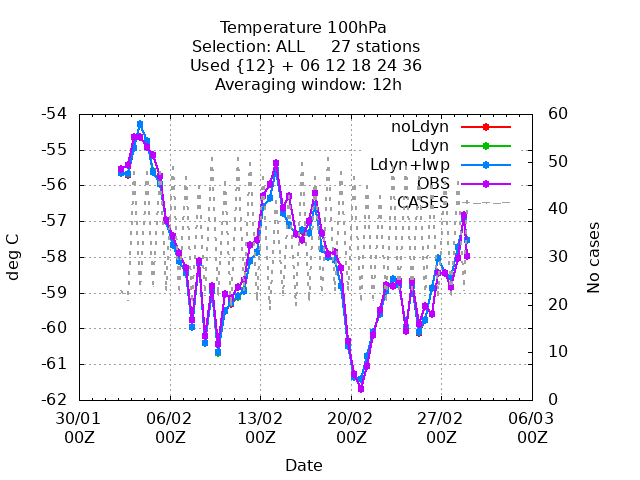 Temperature 100hPa
Selection: ALL 27 stations
Used {12} + 06 12 18 24 36
Averaging window: 12h
-54
-55
-56
-57
-58
-59
-60
-61
-62
deg C
60
50
40
30
20
10
0
No cases
noLdyn
Ldyn
Ldyn+lwp
OBS
CASES
30/01 06/02 13/02 20/02 27/02 06/03
00Z 00Z 00Z 00Z 00Z 00Z
Date